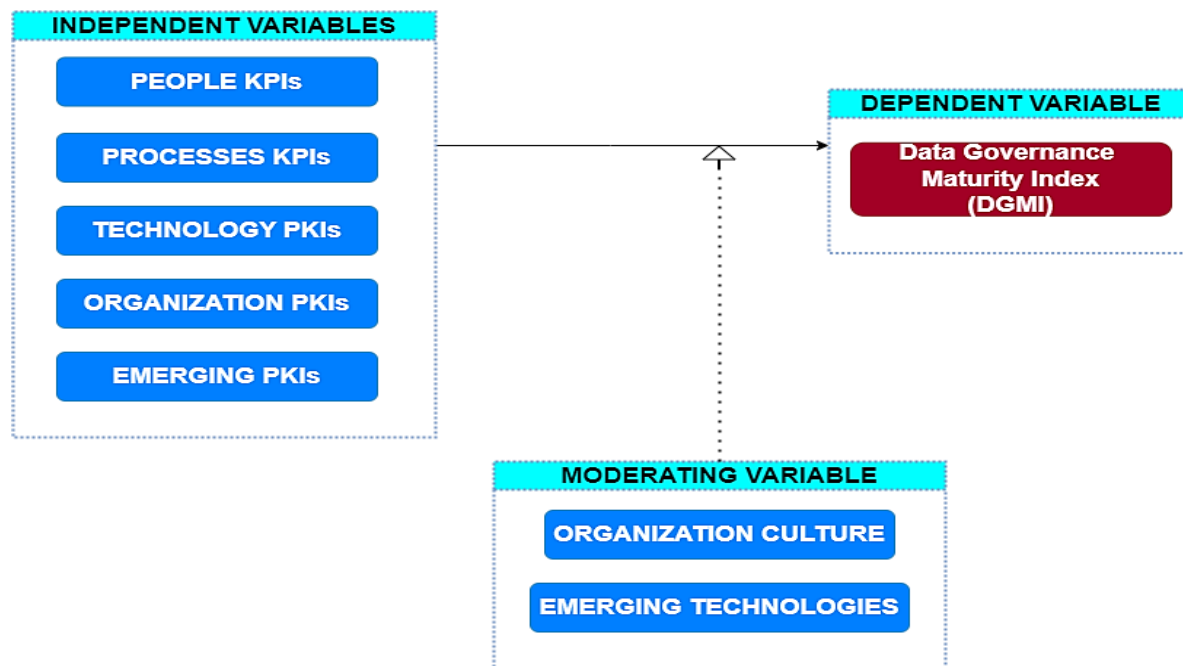 INDEPENDENT VARIABLES
PEOPLE KPIs
PROCESSES KPIs
TECHNOLOGY PKIs
ORGANIZATION PKIs
EMERGING PKIs
DEPENDENT VARIABLE
Data Governance
Maturity Index
(DGMI)
MODERATING VARIABLE
ORGANIZATION CULTURE
EMERGING TECHNOLOGIES